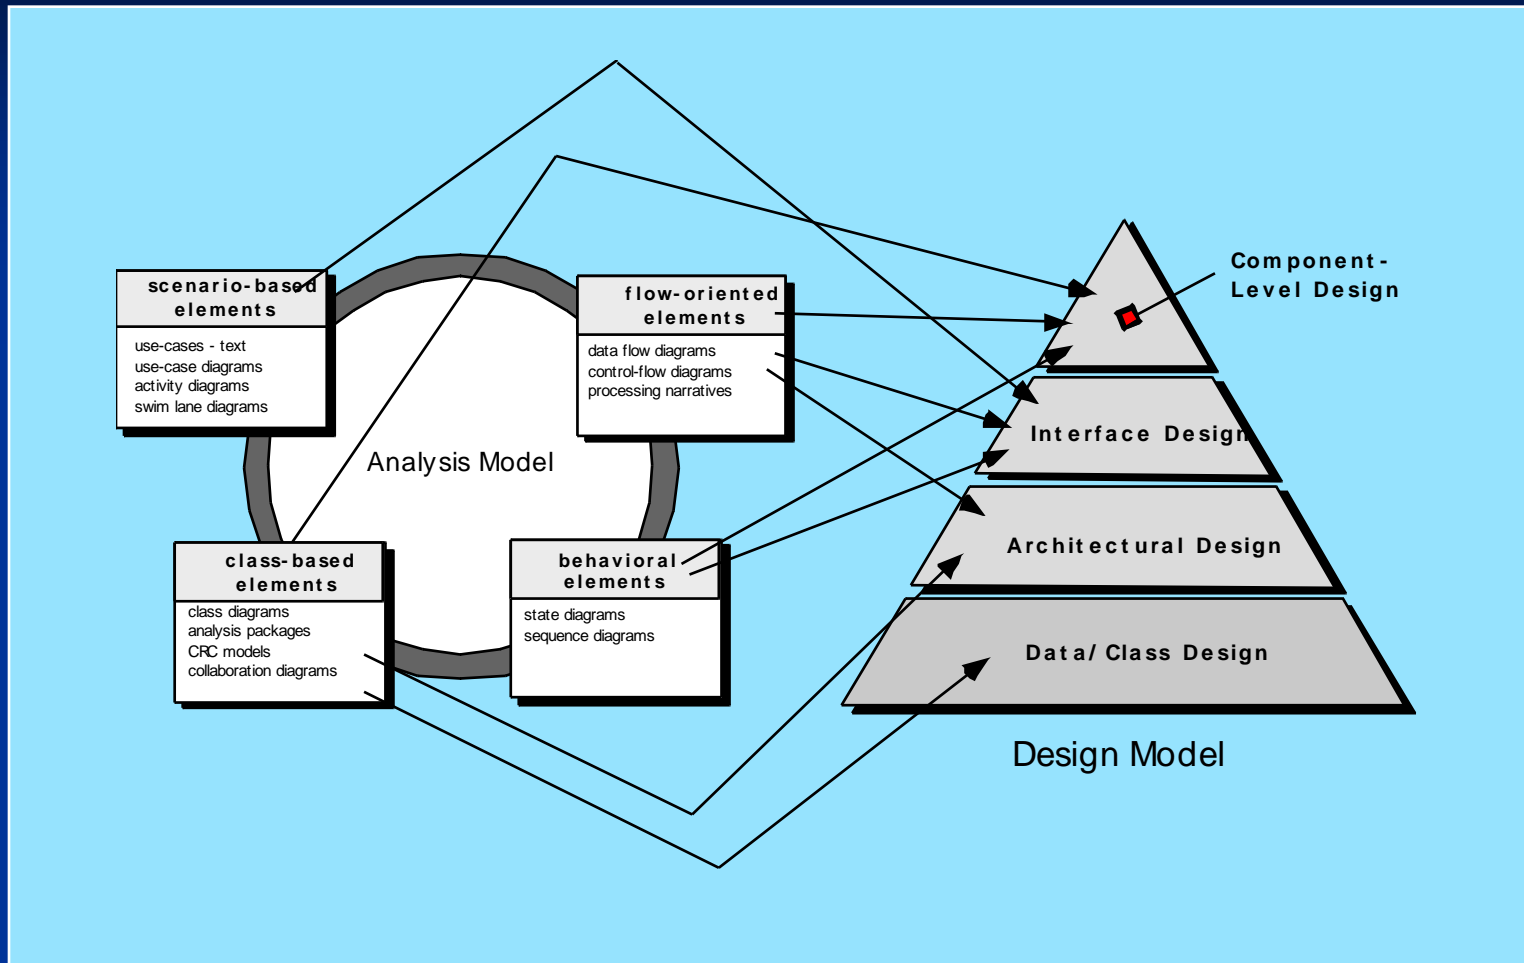 scenario-based
elements
use-cases - text
use-case diagrams
activity diagrams
swim lane diagrams
flow-oriented
elements
data flow diagrams
control-flow diagrams
processing narratives
Analysis Model
class-based
elements
class diagrams
analysis packages
CRC models
collaboration diagrams
behavioral
elements
state diagrams
sequence diagrams
Component-
Level Design
Interface Design
Architectural Design
Data/Class Design
Design Model